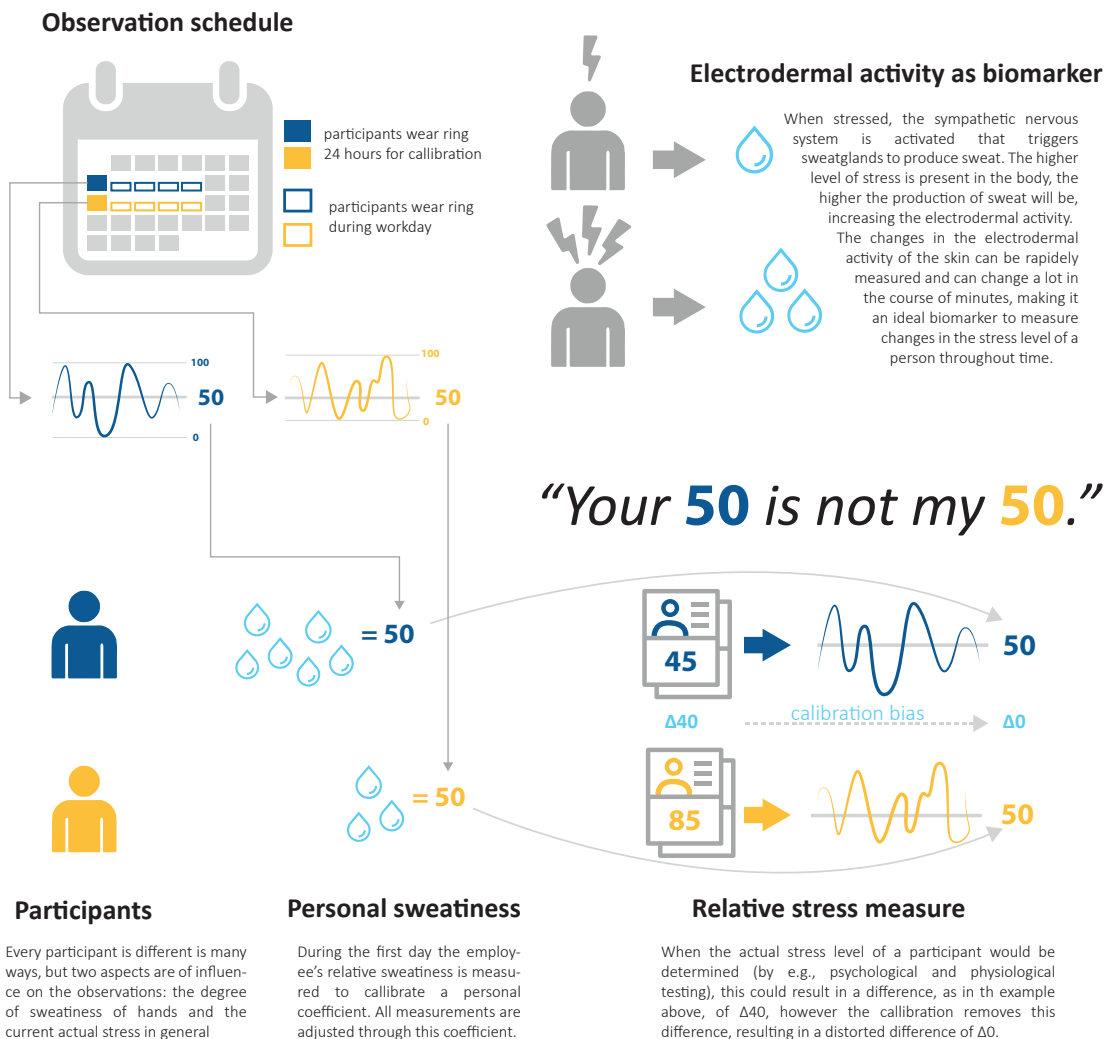 Observation schedule
participants wear ring
24 hours for callibration
participants wear ring
during workday
Electrodermal activity as biomarker
When stressed, the sympathetic nervous
system is activated that triggers
sweatglands to produce sweat. The higher
level of stress is present in the body, the
higher the production of sweat will be,
increasing the electrodermal activity.
The changes in the electrodermal
activity of the skin can be rapidely
measured and can change a lot in
the course of minutes, making it
an ideal biomarker to measure
changes in the stress level of a
person throughout time.
100
50
0
100
50
0
“Your 50 is not my 50.”
= 50
45
50
Δ40
calibration bias
Δ0
= 50
85
50
Participants
Every participant is different is many
ways, but two aspects are of influen-
ce on the observations: the degree
of sweatiness of hands and the
current actual stress in general
Personal sweatiness
During the first day the employ-
ee’s relative sweatiness is measu-
red to callibrate a personal
coefficient. All measurements are
adjusted through this coefficient.
Relative stress measure
When the actual stress level of a participant would be
determined (by e.g., psychological and physiological
testing), this could result in a difference, as in th example
above, of Δ40, however the callibration removes this
difference, resulting in a distorted difference of Δ0.